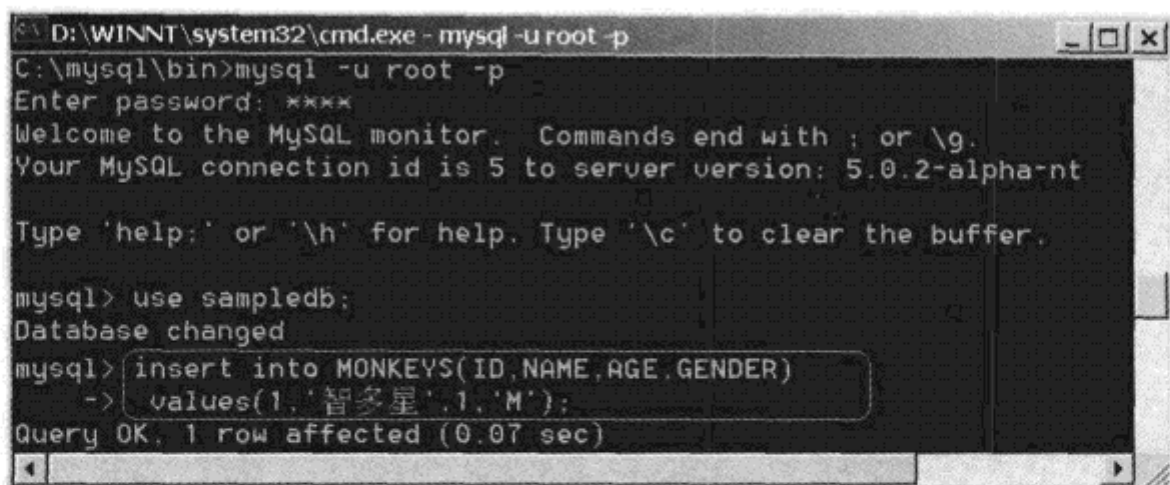 D:\WINNT\system32\cmd.exe - mysql -u root -p
C:\mysql\bin>mysql -u root -p
Enter password: ****
Welcome to the MySQL monitor.  Commands end with ; or \g.
Your MySQL connection id is 5 to server version: 5.0.2-alpha-nt
Type 'help;' or '\h' for help. Type '\c' to clear the buffer.
mysql> use sampledb;
Database changed
mysql> insert into MONKEYS(ID,NAME,AGE,GENDER)
    -> values(1,'智多星',1,'M');
Query OK, 1 row affected (0.07 sec)